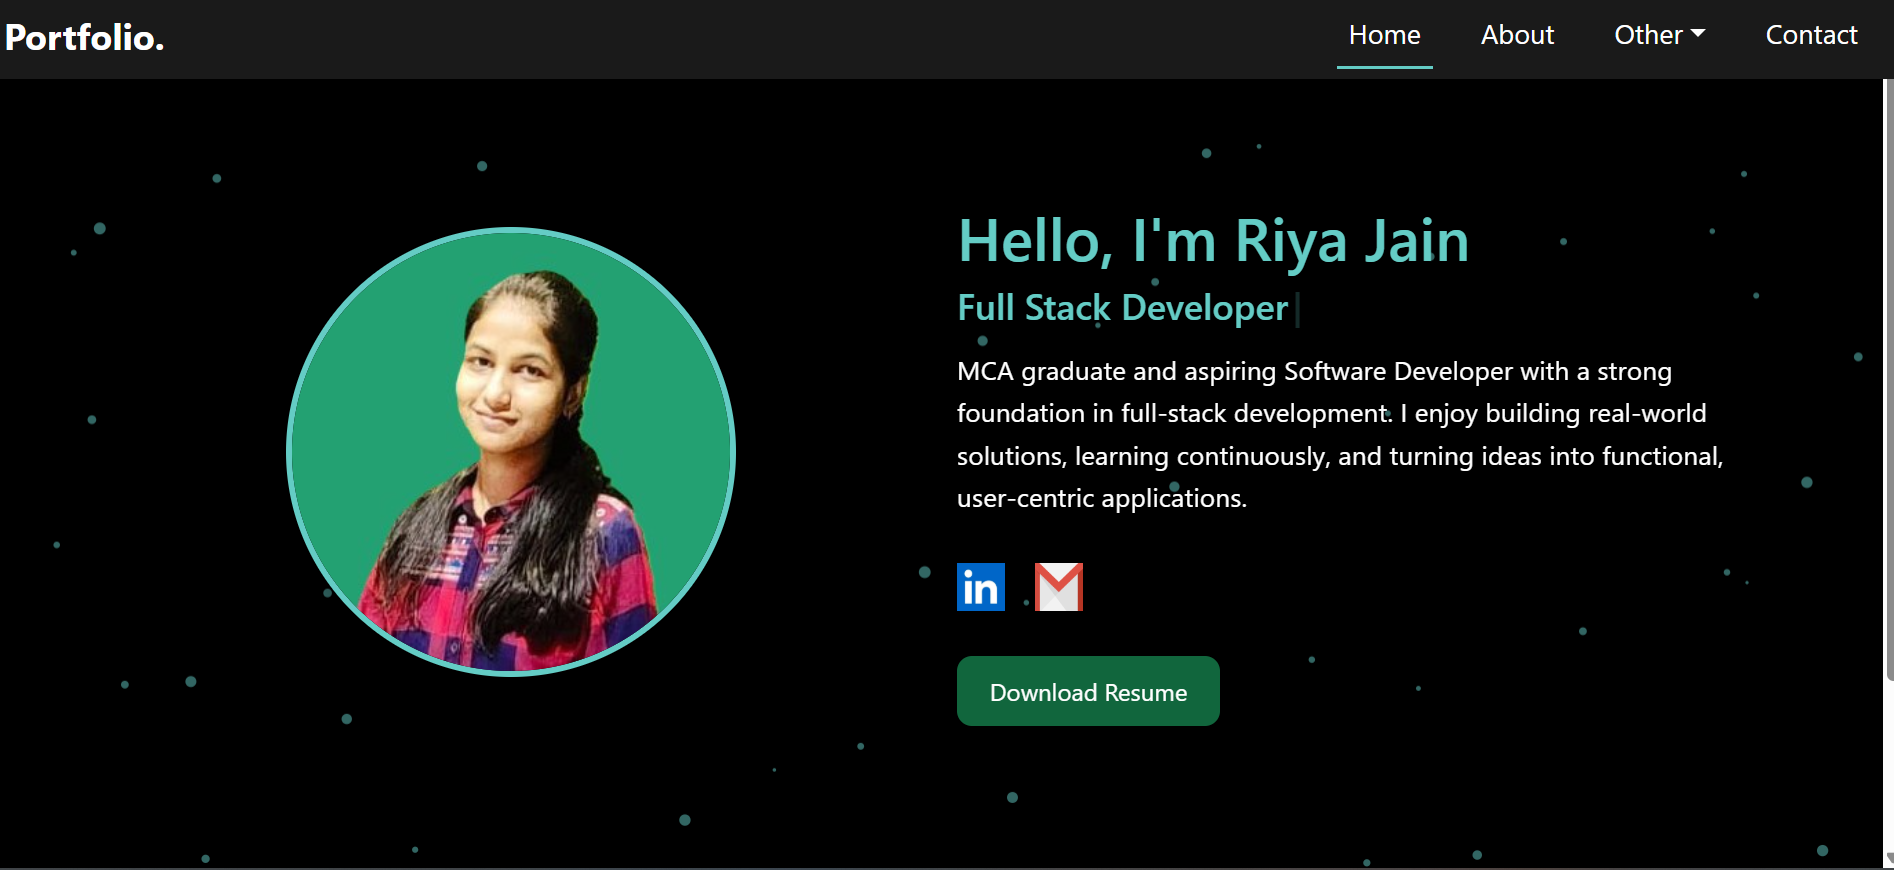 Portfolio.
Home
About
Other
Contact
Hello, I'm Riya Jain
Full Stack Developer
MCA graduate and aspiring Software Developer with a strong
foundation in full-stack development. I enjoy building real-world
solutions, learning continuously, and turning ideas into functional,
user-centric applications.
in
Download Resume